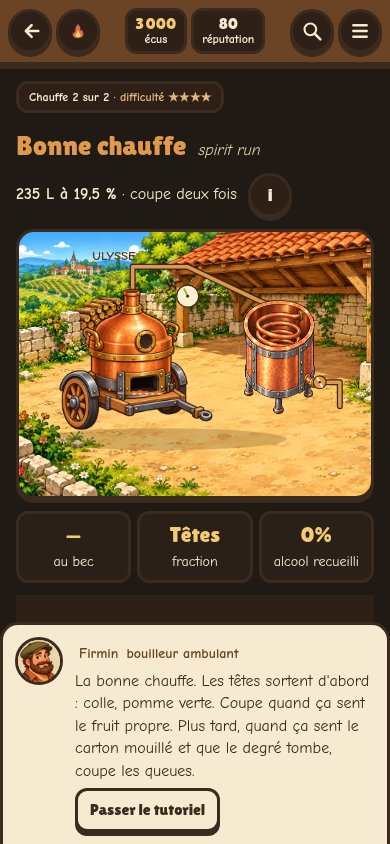 3 000
écus
80
réputation
Chauffe 2 sur 2 · difficulté ★★★★
Bonne chauffe spirit run
235 L à 19,5 % · coupe deux fois
i
ULYSSE
—
au bec
Têtes
fraction
0%
alcool recueilli
Firmin bouilleur ambulant
La bonne chauffe. Les têtes sortent d'abord
: colle, pomme verte. Coupe quand ça sent
le fruit propre. Plus tard, quand ça sent le
carton mouillé et que le degré tombe,
coupe les queues.
Passer le tutoriel